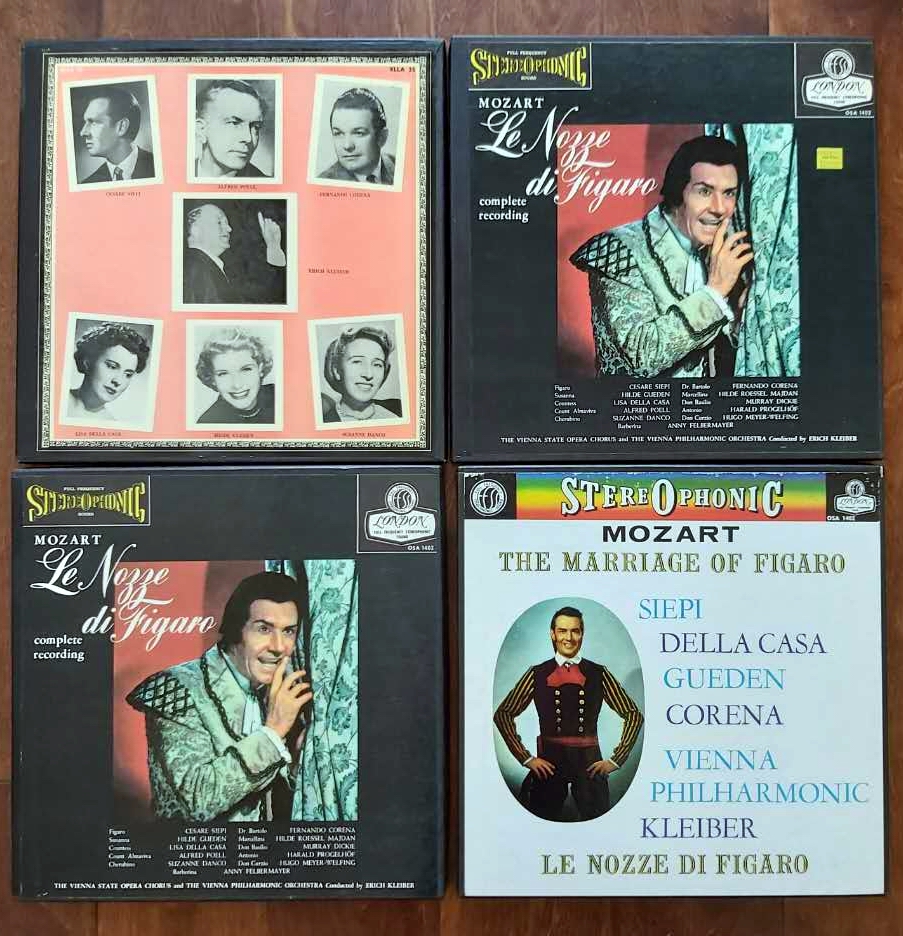 XLLA 35
CESARE SIEPI
ALFRED POELL
FERNANDO CORENA
ERICH KLEIBER
LISA DELLA CASA
HILDE GUEDEN
SUZANNE DANCO
FULL FREQUENCY
STEREOPHONIC
SOUND
ffss
LONDON
FULL FREQUENCY STEREOPHONIC
SOUND
OSA 1402
MOZART
Le Nozze
di Figaro
complete
recording
Figaro CESARE SIEPI Dr. Bartolo FERNANDO CORENA
Susanna HILDE GUEDEN Marcellina HILDE ROESSEL MAJDAN
Countess LISA DELLA CASA Don Basilio MURRAY DICKIE
Count Almaviva ALFRED POELL Antonio HARALD PROGELHÖF
Cherubino SUZANNE DANCO Don Curzio HUGO MEYER-WELFING
Barberina ANNY FELBERMAYER
THE VIENNA STATE OPERA CHORUS and THE VIENNA PHILHARMONIC ORCHESTRA Conducted by ERICH KLEIBER
FULL FREQUENCY
STEREOPHONIC
SOUND
ffss
LONDON
FULL FREQUENCY STEREOPHONIC
SOUND
OSA 1402
MOZART
Le Nozze
di Figaro
complete
recording
Figaro CESARE SIEPI Dr. Bartolo FERNANDO CORENA
Susanna HILDE GUEDEN Marcellina HILDE ROESSEL MAJDAN
Countess LISA DELLA CASA Don Basilio MURRAY DICKIE
Count Almaviva ALFRED POELL Antonio HARALD PROGELHÖF
Cherubino SUZANNE DANCO Don Curzio HUGO MEYER-WELFING
Barberina ANNY FELBERMAYER
THE VIENNA STATE OPERA CHORUS and THE VIENNA PHILHARMONIC ORCHESTRA Conducted by ERICH KLEIBER
ffss
STEREOPHONIC
LONDON
OSA 1402
MOZART
THE MARRIAGE OF FIGARO
SIEPI
DELLA CASA
GUEDEN
CORENA
VIENNA
PHILHARMONIC
KLEIBER
LE NOZZE DI FIGARO